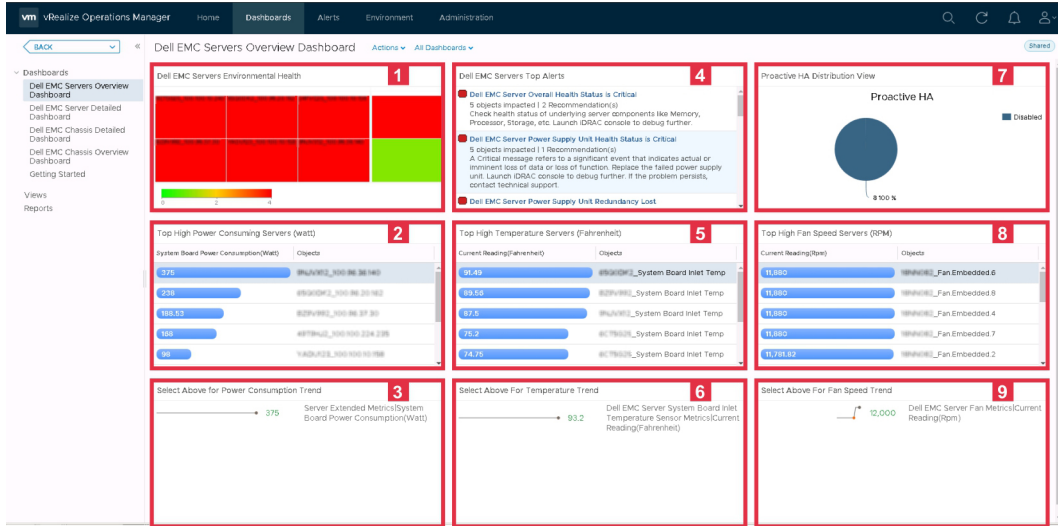 vm vRealize Operations Manager Home Dashboards Alerts Environment Administration
BACK
Dell EMC Servers Overview Dashboard Actions All Dashboards Shared
Dashboards
Dell EMC Servers Overview
Dashboard
Dell EMC Server Detailed
Dashboard
Dell EMC Chassis Detailed
Dashboard
Dell EMC Chassis Overview
Dashboard
Getting Started
Views
Reports
Dell EMC Servers Environmental Health 1
0 2 4
Dell EMC Servers Top Alerts 4
Dell EMC Server Overall Health Status is Critical
5 objects impacted | 2 Recommendation(s)
Check health status of underlying server components like Memory,
Processor, Storage, etc. Launch iDRAC console to debug further.
Dell EMC Server Power Supply Unit Health Status is Critical
5 objects impacted | 1 Recommendation(s)
A Critical message refers to a significant event that indicates actual or
imminent loss of data or loss of function. Replace the failed power supply
unit. Launch iDRAC console to debug further. If the problem persists,
contact technical support.
Dell EMC Server Power Supply Unit Redundancy Lost
Proactive HA Distribution View 7
Proactive HA
Disabled
8 100 %
Top High Power Consuming Servers (watt) 2
System Board Power Consumption(Watt) Objects
375
238
188.53
188
98
Top High Temperature Servers (Fahrenheit) 5
Current Reading(Fahrenheit) Objects
91.49 _System Board Inlet Temp
89.56 _System Board Inlet Temp
87.5 _System Board Inlet Temp
75.2 _System Board Inlet Temp
74.75 _System Board Inlet Temp
Top High Fan Speed Servers (RPM) 8
Current Reading(Rpm) Objects
11,880 _Fan.Embedded.6
11,880 _Fan.Embedded.8
11,880 _Fan.Embedded.4
11,880 _Fan.Embedded.7
11,781.82 _Fan.Embedded.2
Select Above for Power Consumption Trend 3
375 Server Extended Metrics|System
Board Power Consumption(Watt)
Select Above For Temperature Trend 6
93.2 Dell EMC Server System Board Inlet
Temperature Sensor Metrics|Current
Reading(Fahrenheit)
Select Above For Fan Speed Trend 9
12,000 Dell EMC Server Fan Metrics|Current
Reading(Rpm)